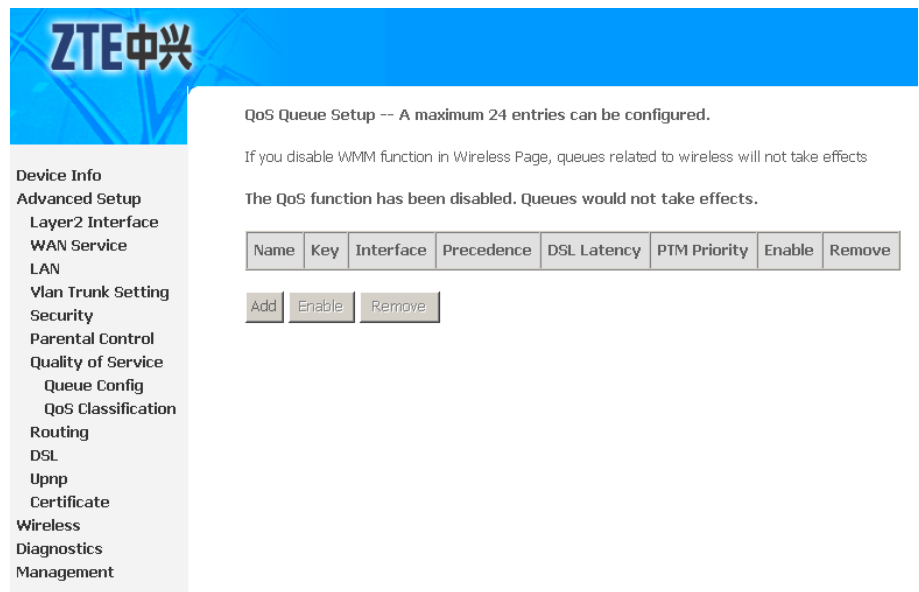 ZTE中兴
QoS Queue Setup -- A maximum 24 entries can be configured.
If you disable WMM function in Wireless Page, queues related to wireless will not take effects
The QoS function has been disabled. Queues would not take effects.
Name Key Interface Precedence DSL Latency PTM Priority Enable Remove
Add Enable Remove
Device Info
Advanced Setup
Layer2 Interface
WAN Service
LAN
Vlan Trunk Setting
Security
Parental Control
Quality of Service
Queue Config
QoS Classification
Routing
DSL
Upnp
Certificate
Wireless
Diagnostics
Management